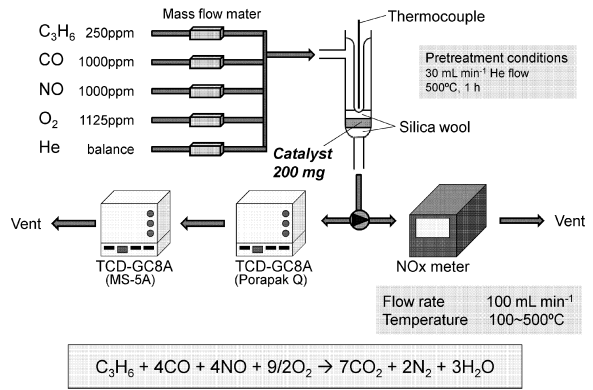 Mass flow mater
C₃H₆ 250ppm
CO 1000ppm
NO 1000ppm
O₂ 1125ppm
He balance
Thermocouple
Pretreatment conditions
30 mL min⁻¹ He flow
500ºC, 1 h
Silica wool
Catalyst
200 mg
Vent
TCD-GC8A
(MS-5A)
TCD-GC8A
(Porapak Q)
NOx meter
Vent
Flow rate 100 mL min⁻¹
Temperature 100~500ºC
C₃H₆ + 4CO + 4NO + 9/2O₂ → 7CO₂ + 2N₂ + 3H₂O